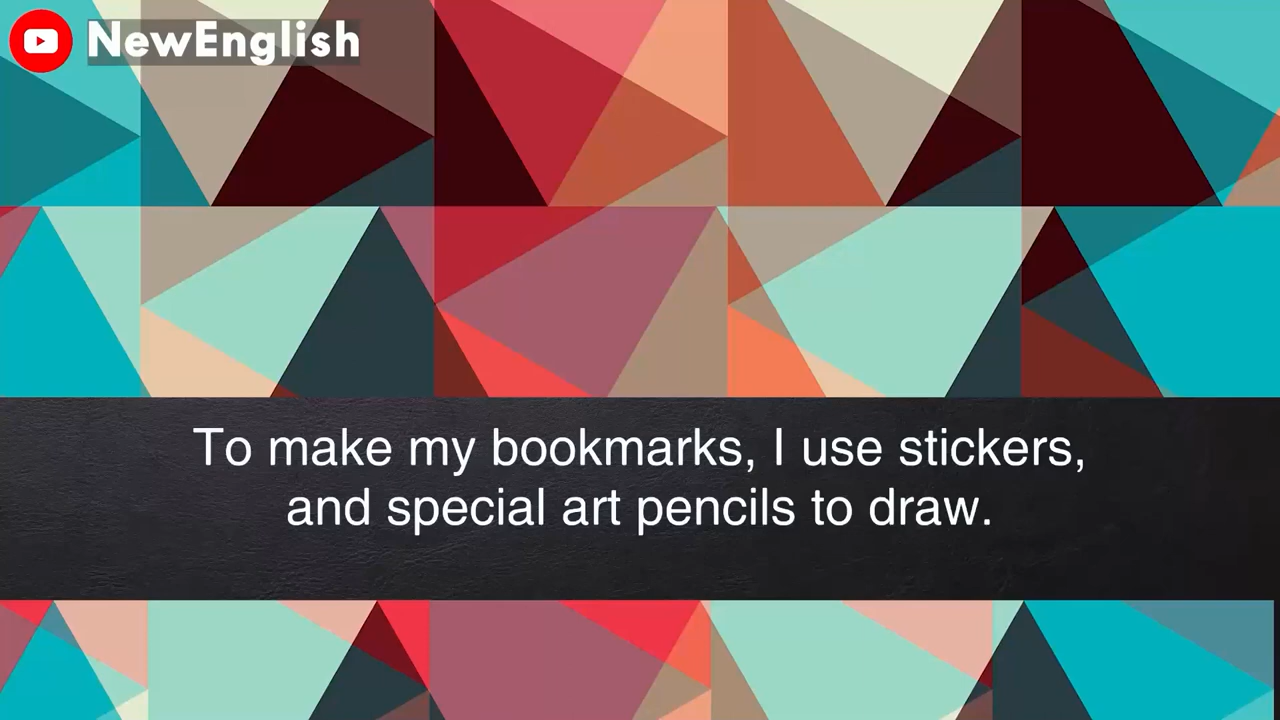 NewEnglish
To make my bookmarks, I use stickers,
and special art pencils to draw.